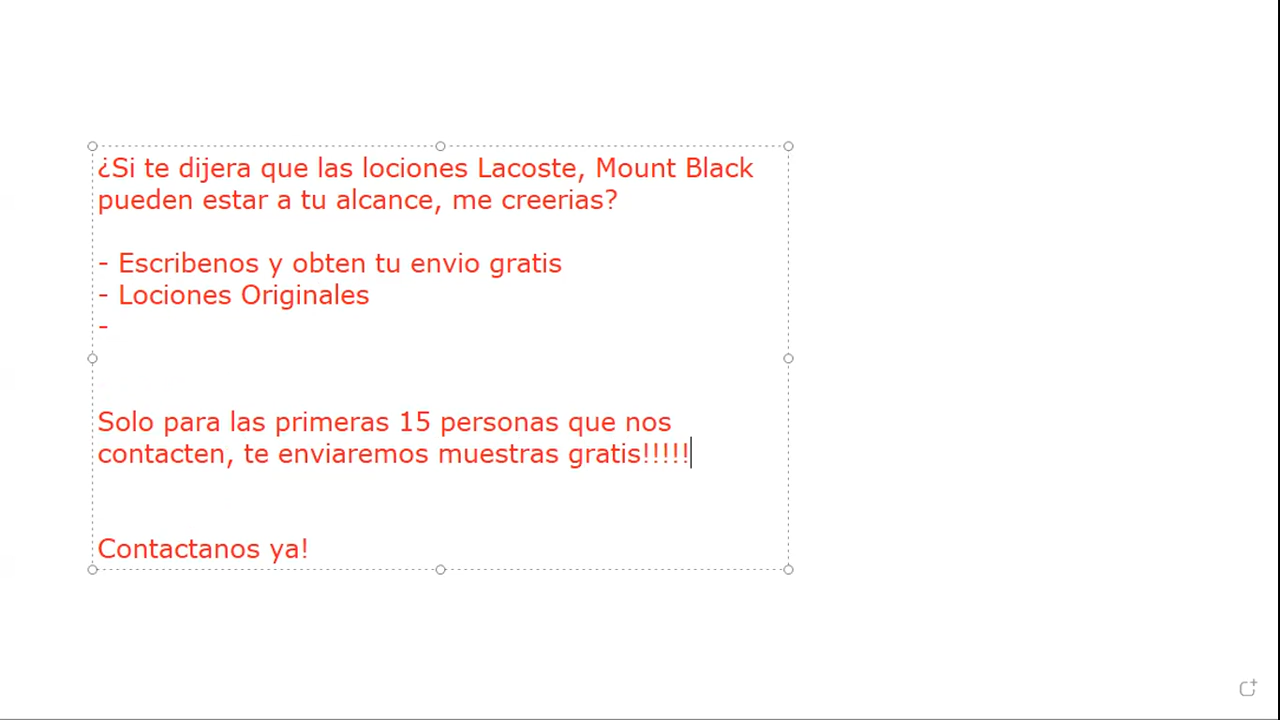 ¿Si te dijera que las lociones Lacoste, Mount Black
pueden estar a tu alcance, me creerias?
- Escribenos y obten tu envio gratis
- Lociones Originales
-
Solo para las primeras 15 personas que nos
contacten, te enviaremos muestras gratis!!!!!
Contactanos ya!